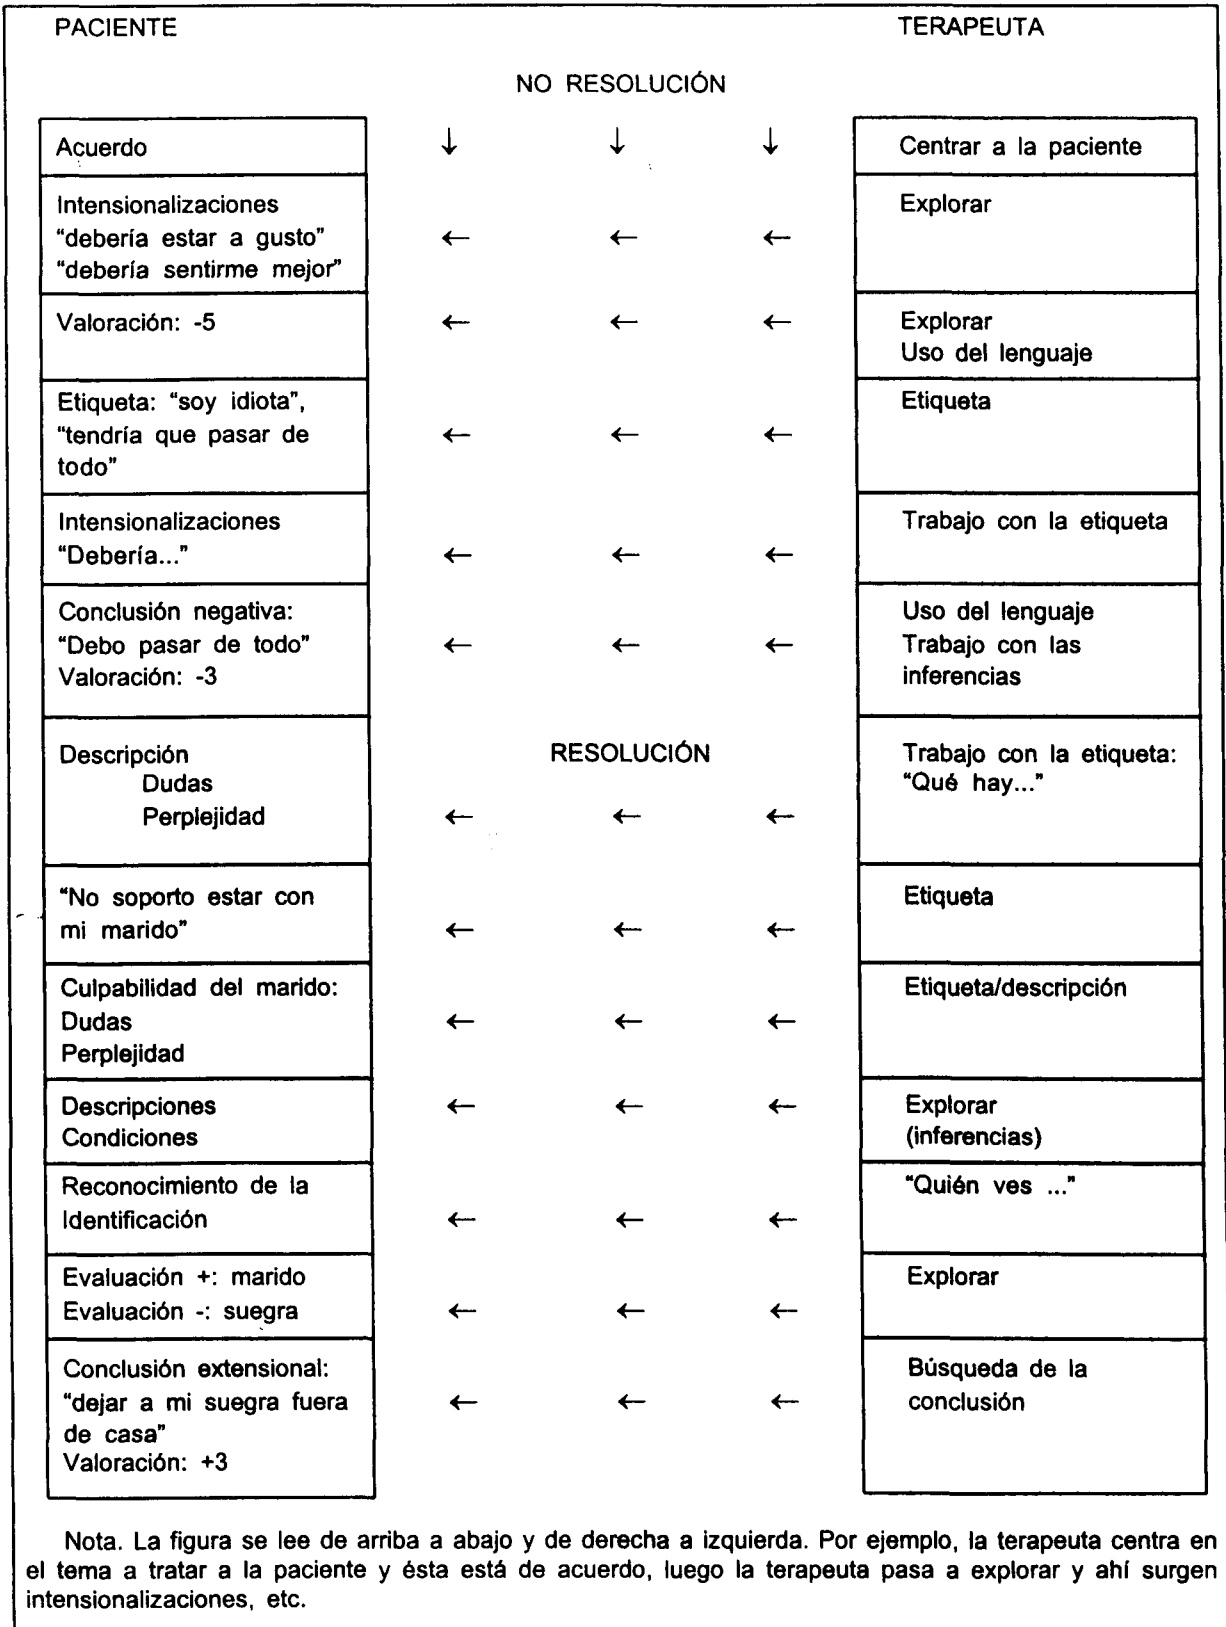 PACIENTE TERAPEUTA
NO RESOLUCIÓN
Acuerdo ↓ ↓ ↓ Centrar a la paciente
Intensionalizaciones Explorar
“debería estar a gusto” ← ← ←
“debería sentirme mejor”
Valoración: -5 ← ← ← Explorar
Uso del lenguaje
Etiqueta: “soy idiota”, Etiqueta
“tendría que pasar de ← ← ←
todo”
Intensionalizaciones Trabajo con la etiqueta
“Debería...” ← ← ←
Conclusión negativa: Uso del lenguaje
“Debo pasar de todo” ← ← ← Trabajo con las
Valoración: -3 inferencias
Descripción RESOLUCIÓN Trabajo con la etiqueta:
Dudas “Qué hay...”
Perplejidad ← ← ←
“No soporto estar con Etiqueta
mi marido” ← ← ←
Culpabilidad del marido: Etiqueta/descripción
Dudas ← ← ←
Perplejidad
Descripciones ← ← ← Explorar
Condiciones (inferencias)
Reconocimiento de la “Quién ves ...”
Identificación ← ← ←
Evaluación +: marido Explorar
Evaluación -: suegra ← ← ←
Conclusión extensional: Búsqueda de la
“dejar a mi suegra fuera ← ← ← conclusión
de casa”
Valoración: +3
Nota. La figura se lee de arriba a abajo y de derecha a izquierda. Por ejemplo, la terapeuta centra en
el tema a tratar a la paciente y ésta está de acuerdo, luego la terapeuta pasa a explorar y ahí surgen
intensionalizaciones, etc.